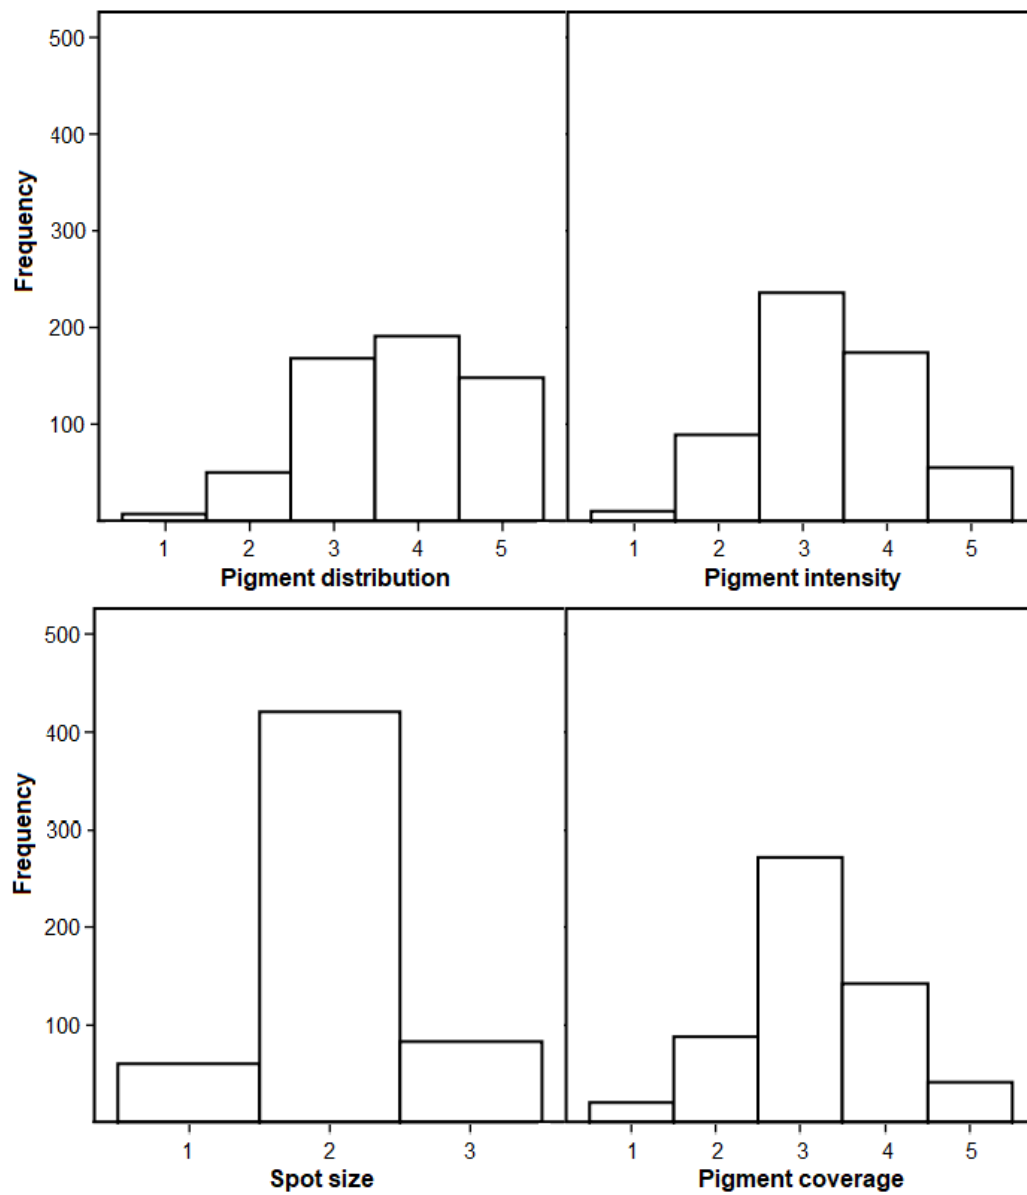 500
400
300
200
100
Frequency
1 2 3 4 5
Pigment distribution
1 2 3 4 5
Pigment intensity
500
400
300
200
100
Frequency
1 2 3
Spot size
1 2 3 4 5
Pigment coverage